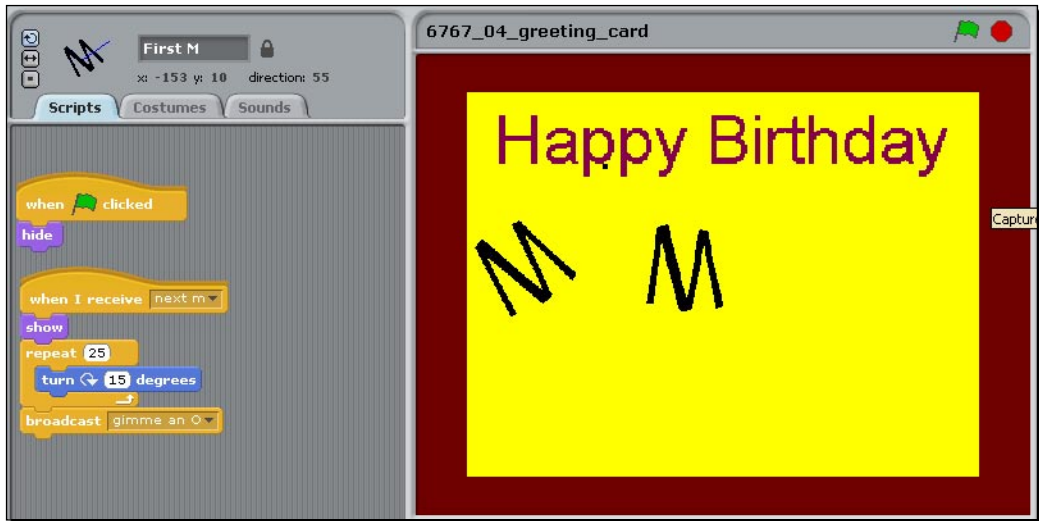 First M
x: -153 y: 10 direction: 55
Scripts Costumes Sounds
when clicked
hide
when I receive next m
show
repeat 25
turn 15 degrees
broadcast gimme an O
6767_04_greeting_card
Happy Birthday
M M
Captur